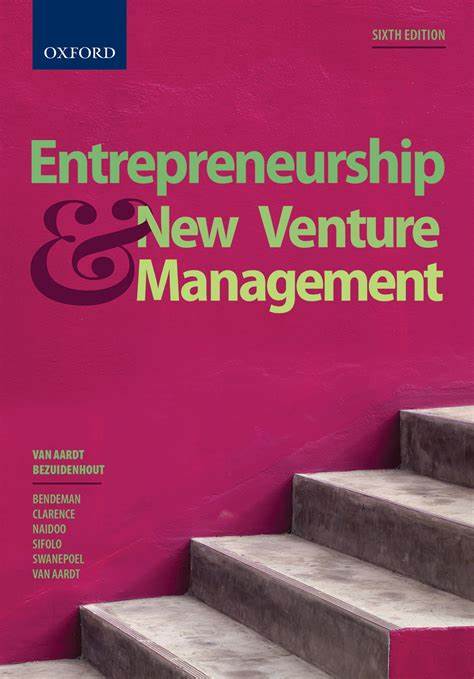 OXFORD
SIXTH EDITION
Entrepreneurship
& New Venture
Management
VAN AARDT
BEZUIDENHOUT
BENDEMAN
CLARENCE
NAIDOO
SIFOLO
SWANEPOEL
VAN AARDT